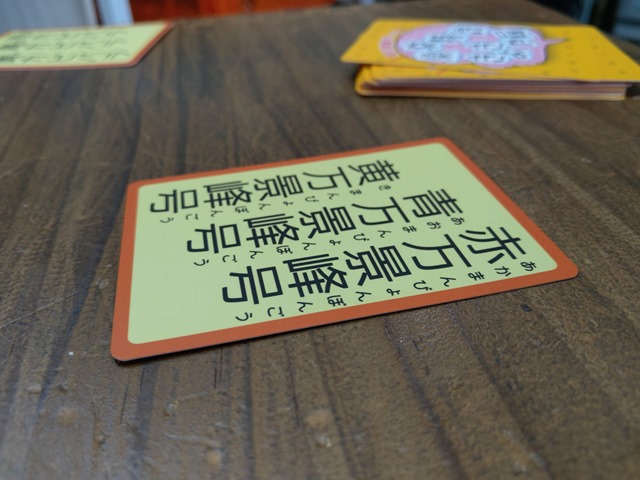 赤万景峰号
あかまんぎょんぼんごう
青万景峰号
あおまんぎょんぼんごう
黄万景峰号
きまんぎょんぼんごう